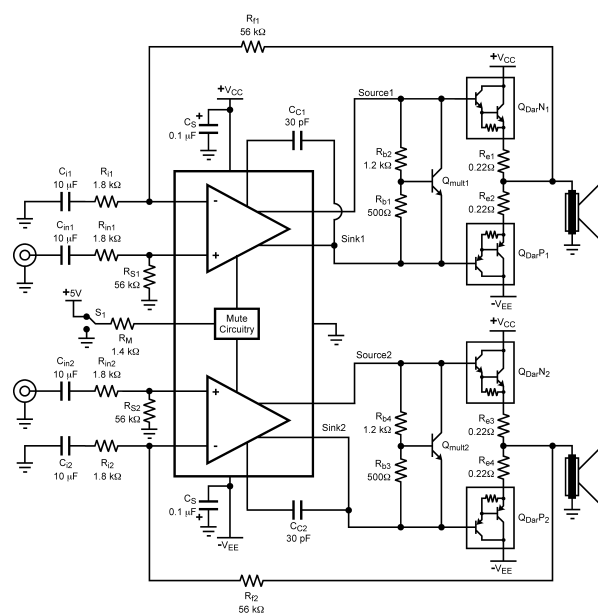 Rf1
56 kΩ
+VCC
+VCC
CS
0.1 µF
+
CC1
30 pF
Source1
QDarN1
Ci1
10 µF
Ri1
1.8 kΩ
Rb2
1.2 kΩ
Qmult1
Re1
0.22Ω
-
Rb1
500Ω
Re2
0.22Ω
Cin1
10 µF
Rin1
1.8 kΩ
+
Sink1
RS1
56 kΩ
QDarP1
-VEE
+5V
S1
RM
1.4 kΩ
Mute
Circuitry
+VCC
Cin2
10 µF
Rin2
1.8 kΩ
Source2
QDarN2
+
RS2
56 kΩ
Rb4
1.2 kΩ
Re3
0.22Ω
Sink2
Qmult2
-
Ci2
10 µF
Ri2
1.8 kΩ
Rb3
500Ω
Re4
0.22Ω
CS
0.1 µF
+
CC2
30 pF
QDarP2
-VEE
-VEE
Rf2
56 kΩ